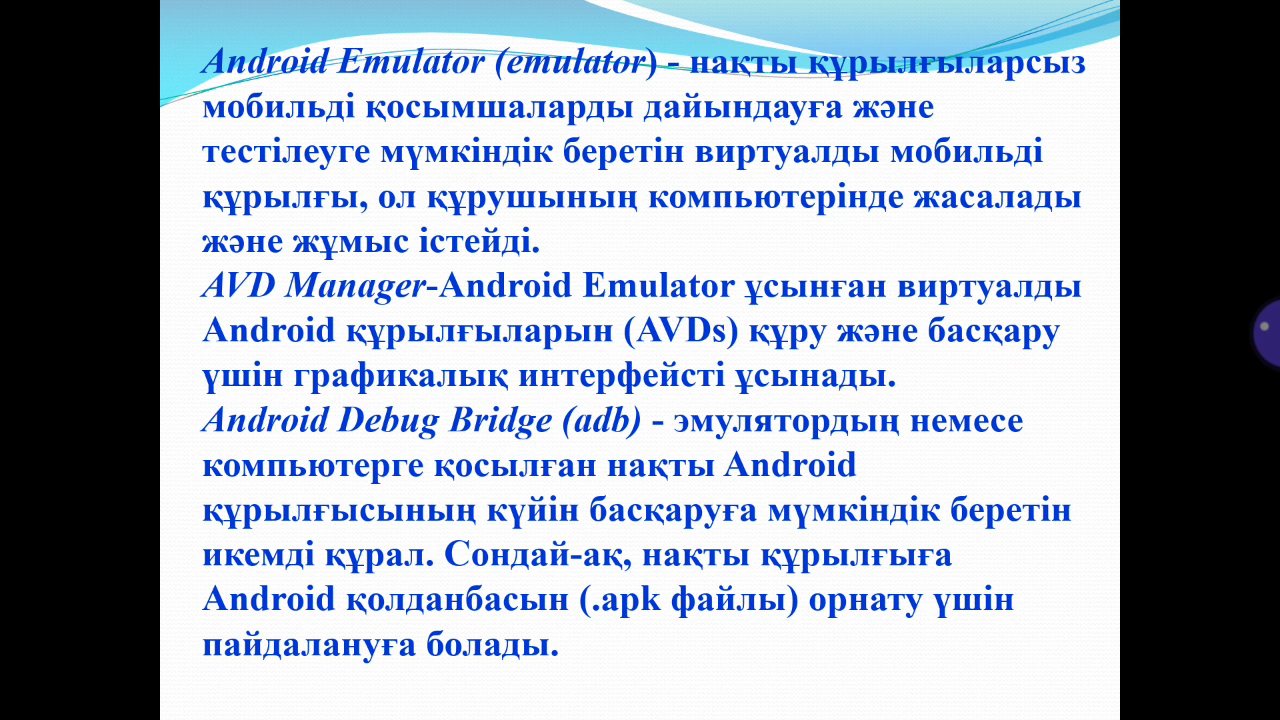 Android Emulator (emulator) - нақты құрылғыларсыз
мобильді қосымшаларды дайындауға және
тестілеуге мүмкіндік беретін виртуалды мобильді
құрылғы, ол құрушының компьютерінде жасалады
және жұмыс істейді.
AVD Manager-Android Emulator ұсынған виртуалды
Android құрылғыларын (AVDs) құру және басқару
үшін графикалық интерфейсті ұсынады.
Android Debug Bridge (adb) - эмулятордың немесе
компьютерге қосылған нақты Android
құрылғысының күйін басқаруға мүмкіндік беретін
икемді құрал. Сондай-ақ, нақты құрылғыға
Android қолданбасын (.apk файлы) орнату үшін
пайдалануға болады.